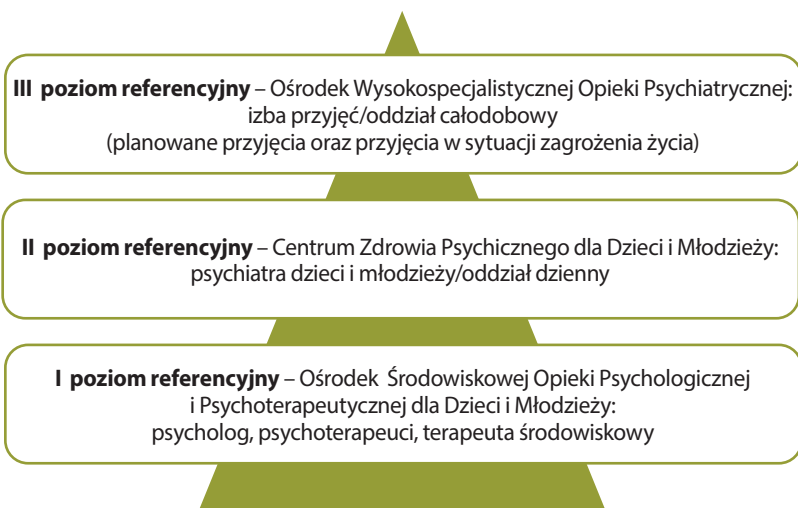 III poziom referencyjny – Ośrodek Wysokospecjalistycznej Opieki Psychiatrycznej:
izba przyjęć/oddział całodobowy
(planowane przyjęcia oraz przyjęcia w sytuacji zagrożenia życia)
II poziom referencyjny – Centrum Zdrowia Psychicznego dla Dzieci i Młodzieży:
psychiatra dzieci i młodzieży/oddział dzienny
I poziom referencyjny – Ośrodek Środowiskowej Opieki Psychologicznej
i Psychoterapeutycznej dla Dzieci i Młodzieży:
psycholog, psychoterapeuci, terapeuta środowiskowy